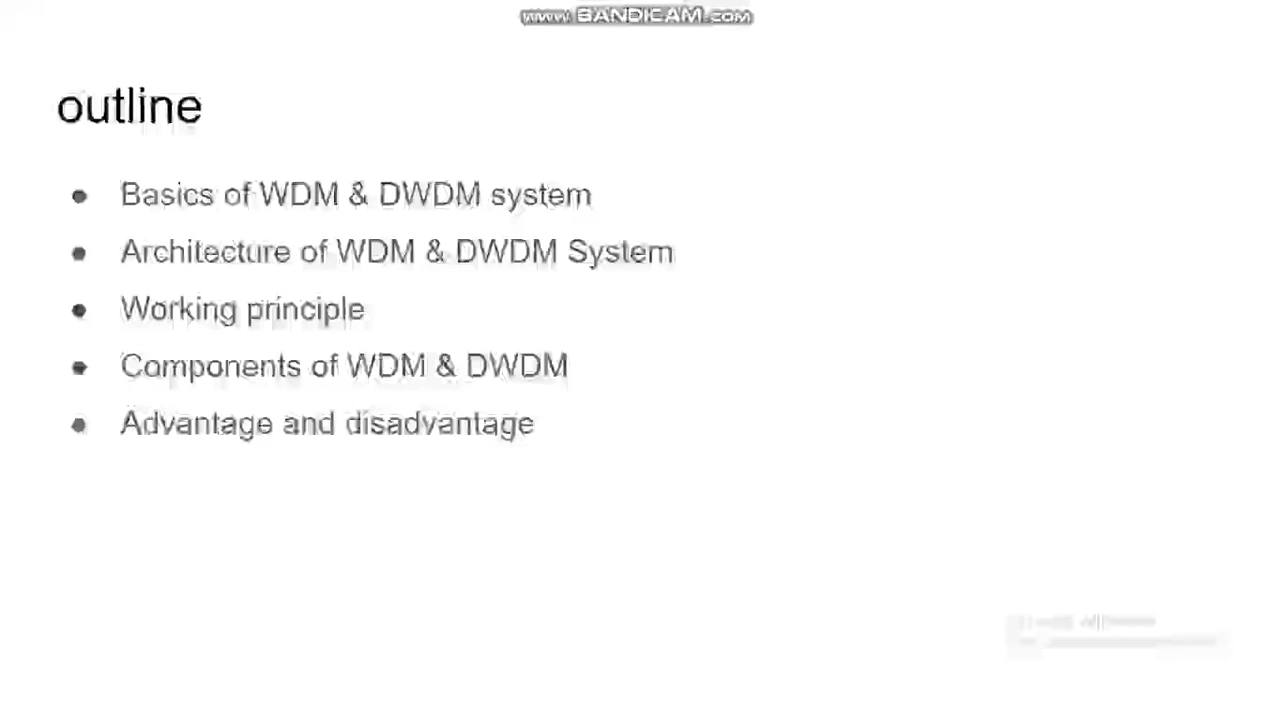 www.BANDICAM.com
outline
● Basics of WDM & DWDM system
● Architecture of WDM & DWDM System
● Working principle
● Components of WDM & DWDM
● Advantage and disadvantage